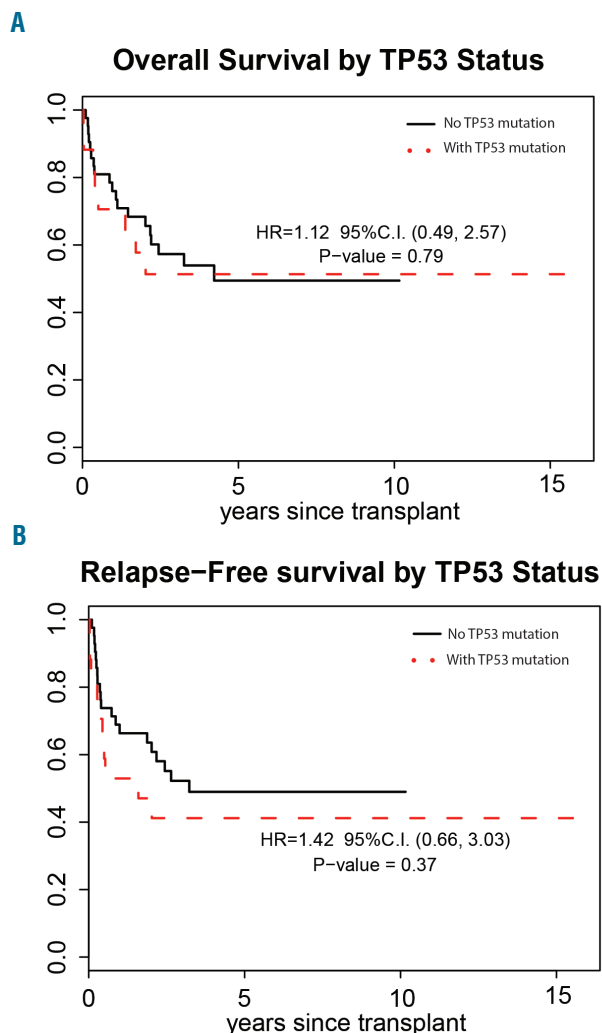 A
Overall Survival by TP53 Status
1.0
0.8
0.6
0.4
0.2
0.0
No TP53 mutation
With TP53 mutation
HR=1.12 95%C.I. (0.49, 2.57)
P−value = 0.79
0 5 10 15
years since transplant
B
Relapse−Free survival by TP53 Status
1.0
0.8
0.6
0.4
0.2
0.0
No TP53 mutation
With TP53 mutation
HR=1.42 95%C.I. (0.66, 3.03)
P−value = 0.37
0 5 10 15
years since transplant